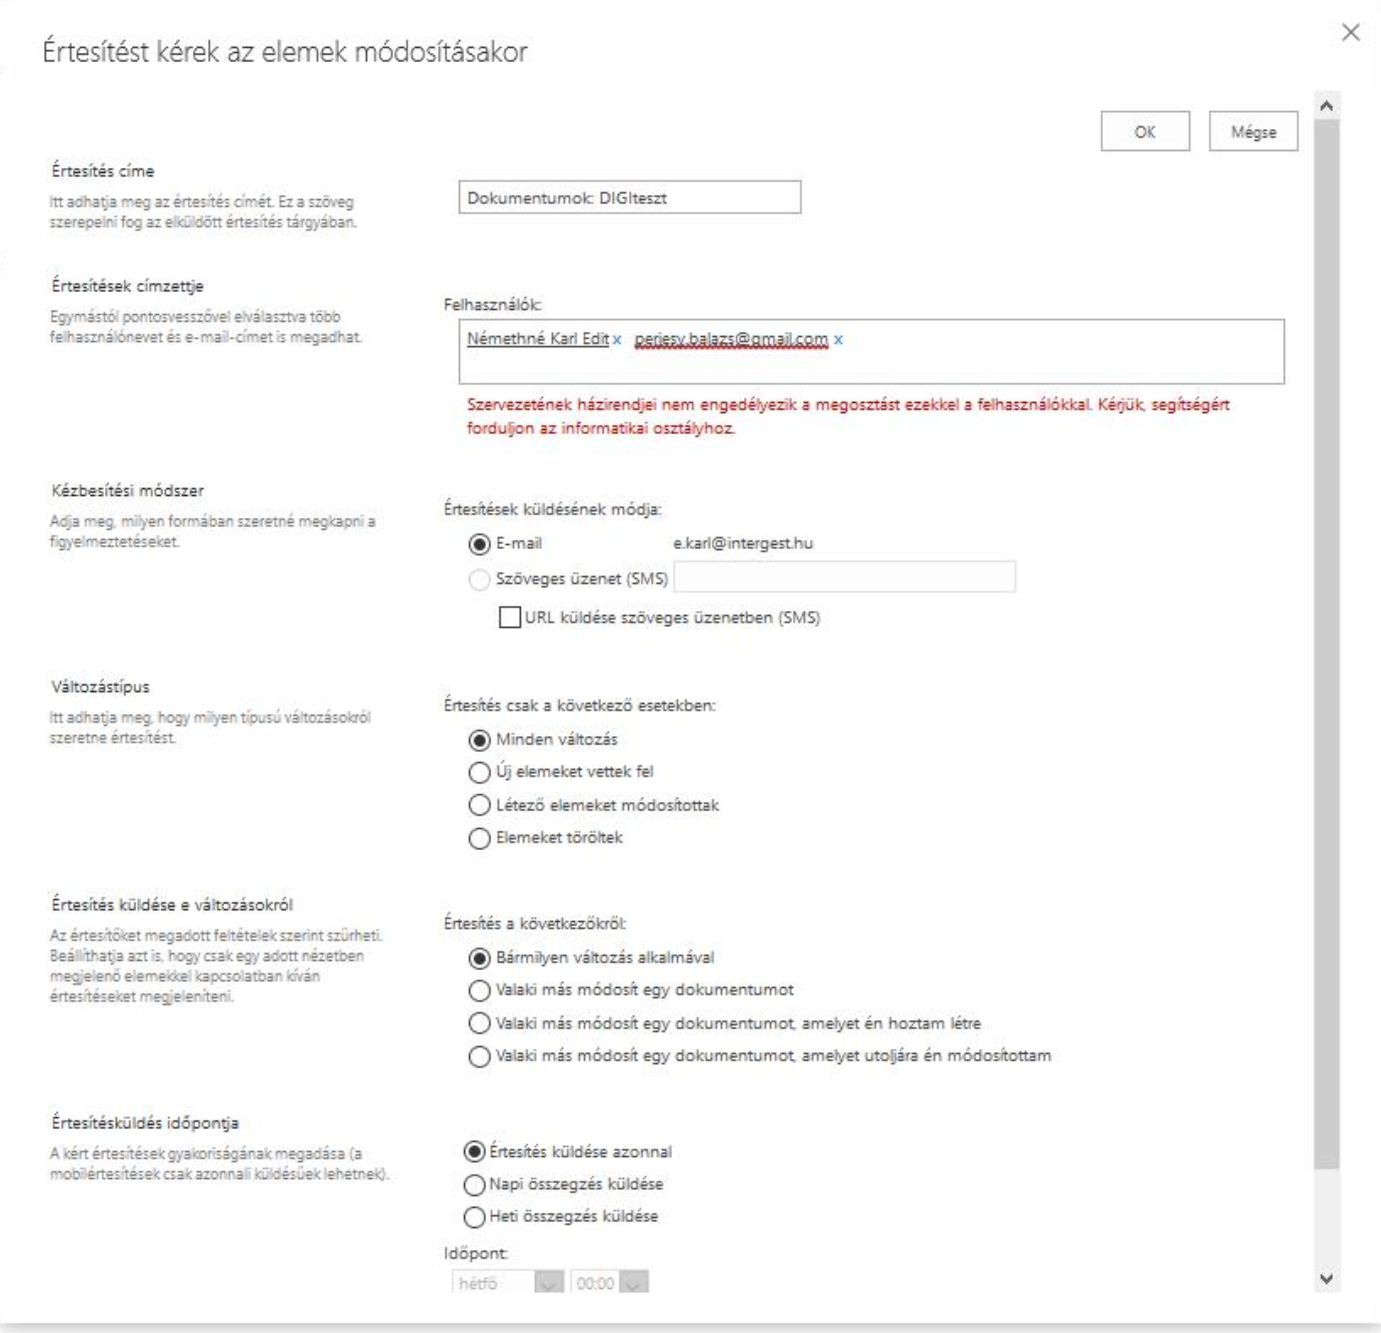 Értesítést kérek az elemek módosításakor
OK
Mégse
Értesítés címe
Itt adhatja meg az értesítés címét. Ez a szöveg
szerepelni fog az elküldött értesítés tárgyában.
Dokumentumok: DIGIteszt
Értesítések címzettje
Egymástól pontosvesszővel elválasztva több
felhasználónevet és e-mail-címet is megadhat.
Felhasználók:
Némethné Karl Edit x perjesy.balazs@gmail.com x
Szervezetének házirendjei nem engedélyezik a megosztást ezekkel a felhasználókkal. Kérjük, segítségért
forduljon az informatikai osztályhoz.
Kézbesítési módszer
Adja meg, milyen formában szeretné megkapni a
figyelmeztetéseket.
Értesítések küldésének módja:
E-mail e.karl@intergest.hu
Szöveges üzenet (SMS)
URL küldése szöveges üzenetben (SMS)
Változástípus
Itt adhatja meg, hogy milyen típusú változásokról
szeretne értesítést.
Értesítés csak a következő esetekben:
Minden változás
Új elemeket vettek fel
Létező elemeket módosítottak
Elemeket töröltek
Értesítés küldése e változásokról
Az értesítőket megadott feltételek szerint szűrheti.
Beállíthatja azt is, hogy csak egy adott nézetben
megjelenő elemekkel kapcsolatban kíván
értesítéseket megjeleníteni.
Értesítés a következőkről:
Bármilyen változás alkalmával
Valaki más módosít egy dokumentumot
Valaki más módosít egy dokumentumot, amelyet én hoztam létre
Valaki más módosít egy dokumentumot, amelyet utoljára én módosítottam
Értesítésküldés időpontja
A kért értesítések gyakoriságának megadása (a
mobilértesítések csak azonnali küldésűek lehetnek).
Értesítés küldése azonnal
Napi összegzés küldése
Heti összegzés küldése
Időpont:
hétfő 00:00